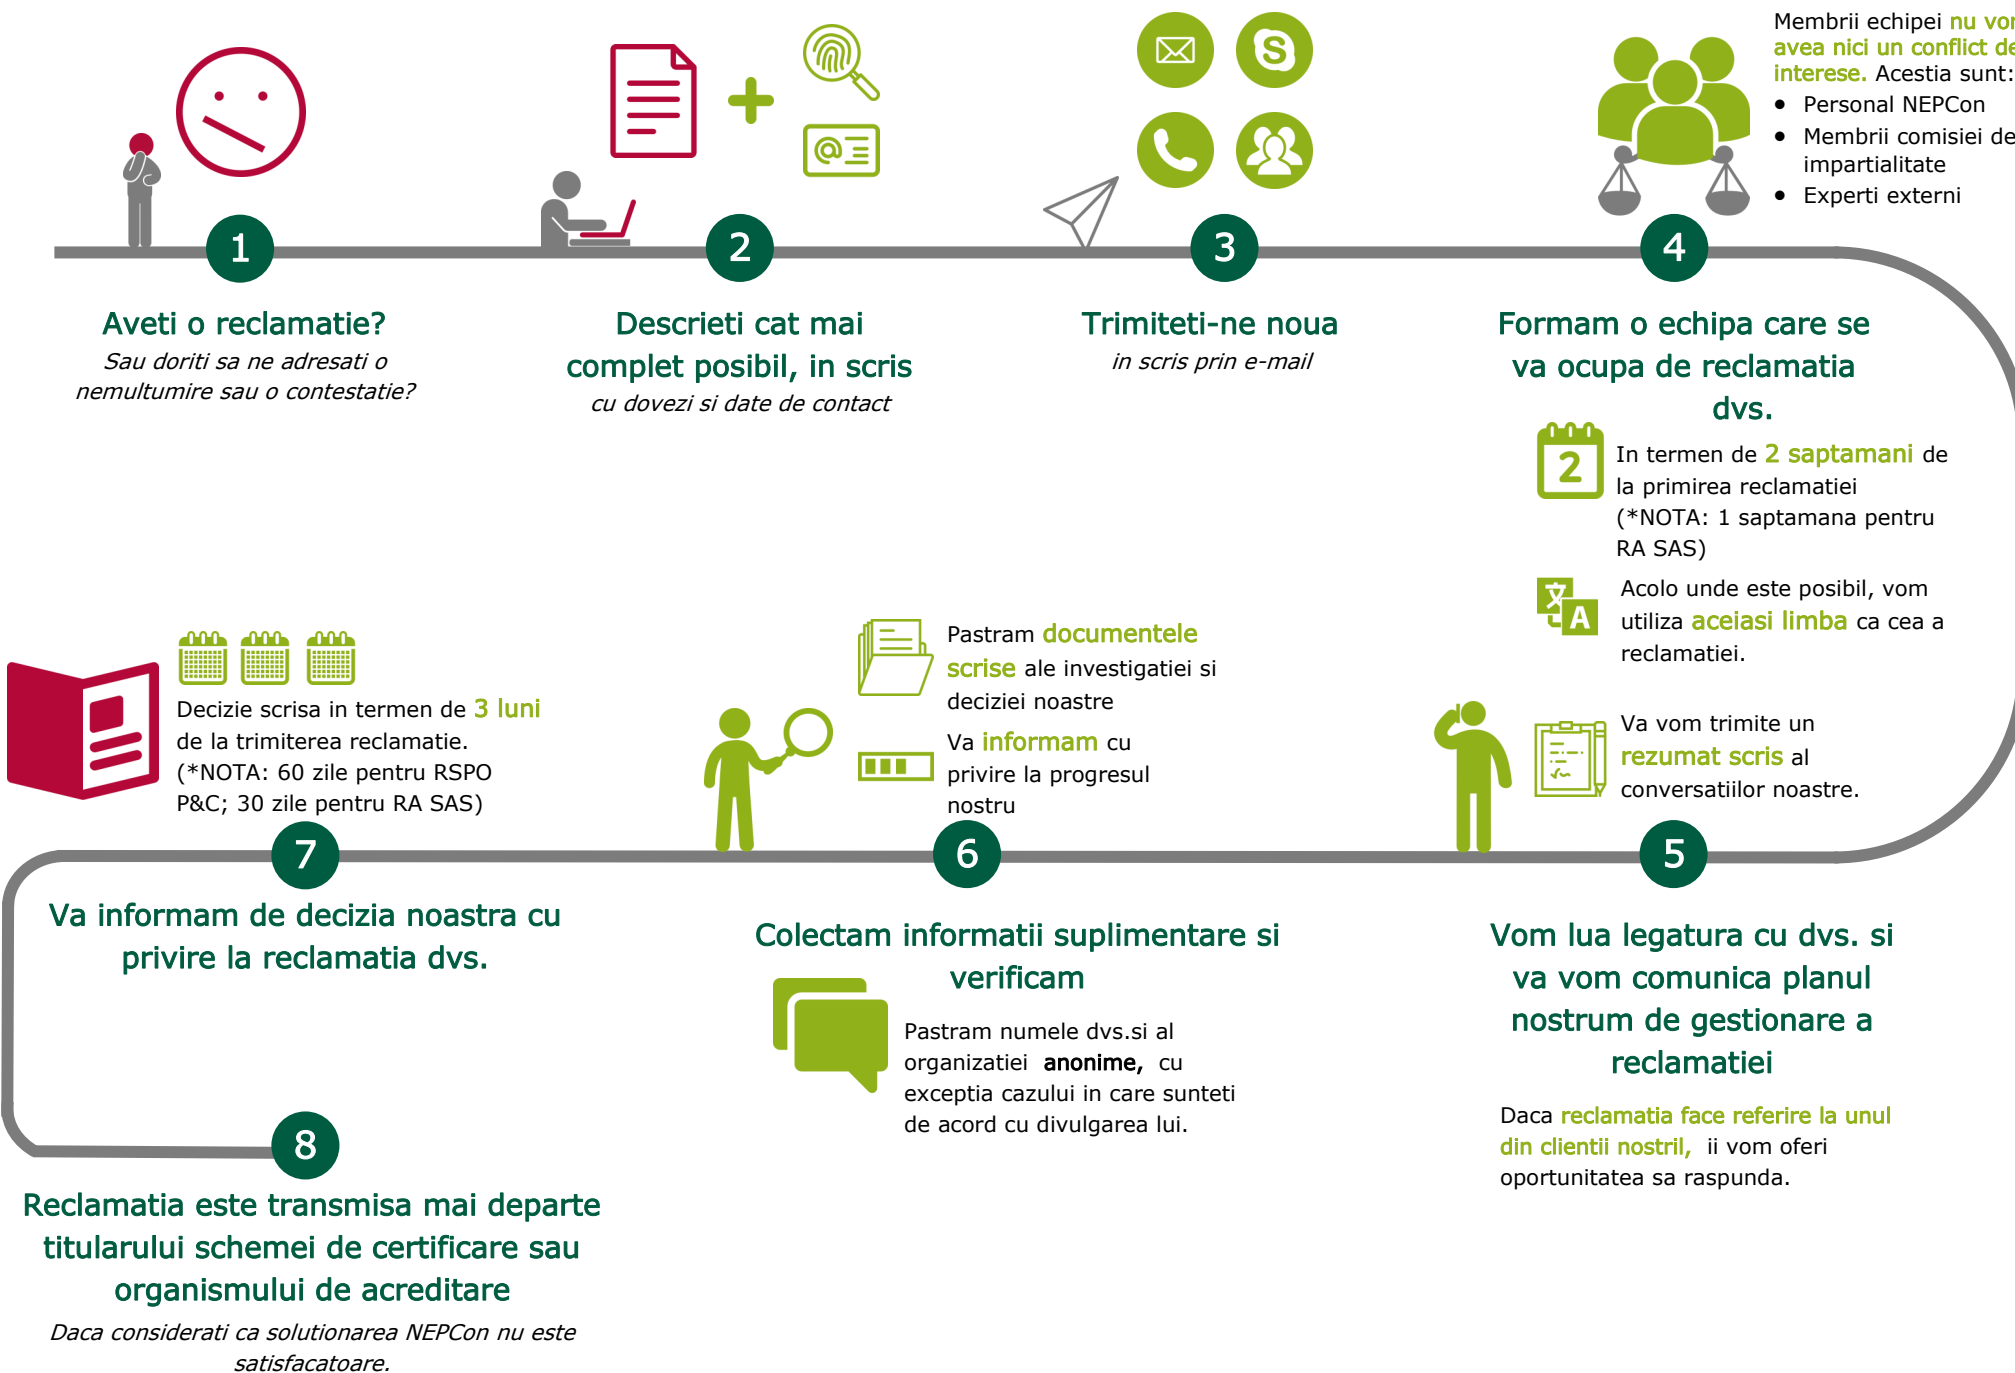 Membrii echipei nu vor
avea nici un conflict de
interese. Acestia sunt:
• Personal NEPCon
• Membrii comisiei de
impartialitate
• Experti externi
1
Aveti o reclamatie?
Sau doriti sa ne adresati o
nemultumire sau o contestatie?
2
Descrieti cat mai
complet posibil, in scris
cu dovezi si date de contact
3
Trimiteti-ne noua
in scris prin e-mail
4
Formam o echipa care se
va ocupa de reclamatia
dvs.
2
In termen de 2 saptamani de
la primirea reclamatiei
(*NOTA: 1 saptamana pentru
RA SAS)
文
A
Acolo unde este posibil, vom
utiliza aceiasi limba ca cea a
reclamatiei.
Va vom trimite un
rezumat scris al
conversatiilor noastre.
5
Vom lua legatura cu dvs. si
va vom comunica planul
nostrum de gestionare a
reclamatiei
Daca reclamatia face referire la unul
din clientii nostril, ii vom oferi
oportunitatea sa raspunda.
Pastram documentele
scrise ale investigatiei si
deciziei noastre
Va informam cu
privire la progresul
nostru
6
Colectam informatii suplimentare si
verificam
Pastram numele dvs.si al
organizatiei anonime, cu
exceptia cazului in care sunteti
de acord cu divulgarea lui.
Decizie scrisa in termen de 3 luni
de la trimiterea reclamatie.
(*NOTA: 60 zile pentru RSPO
P&C; 30 zile pentru RA SAS)
7
Va informam de decizia noastra cu
privire la reclamatia dvs.
8
Reclamatia este transmisa mai departe
titularului schemei de certificare sau
organismului de acreditare
Daca considerati ca solutionarea NEPCon nu este
satisfacatoare.